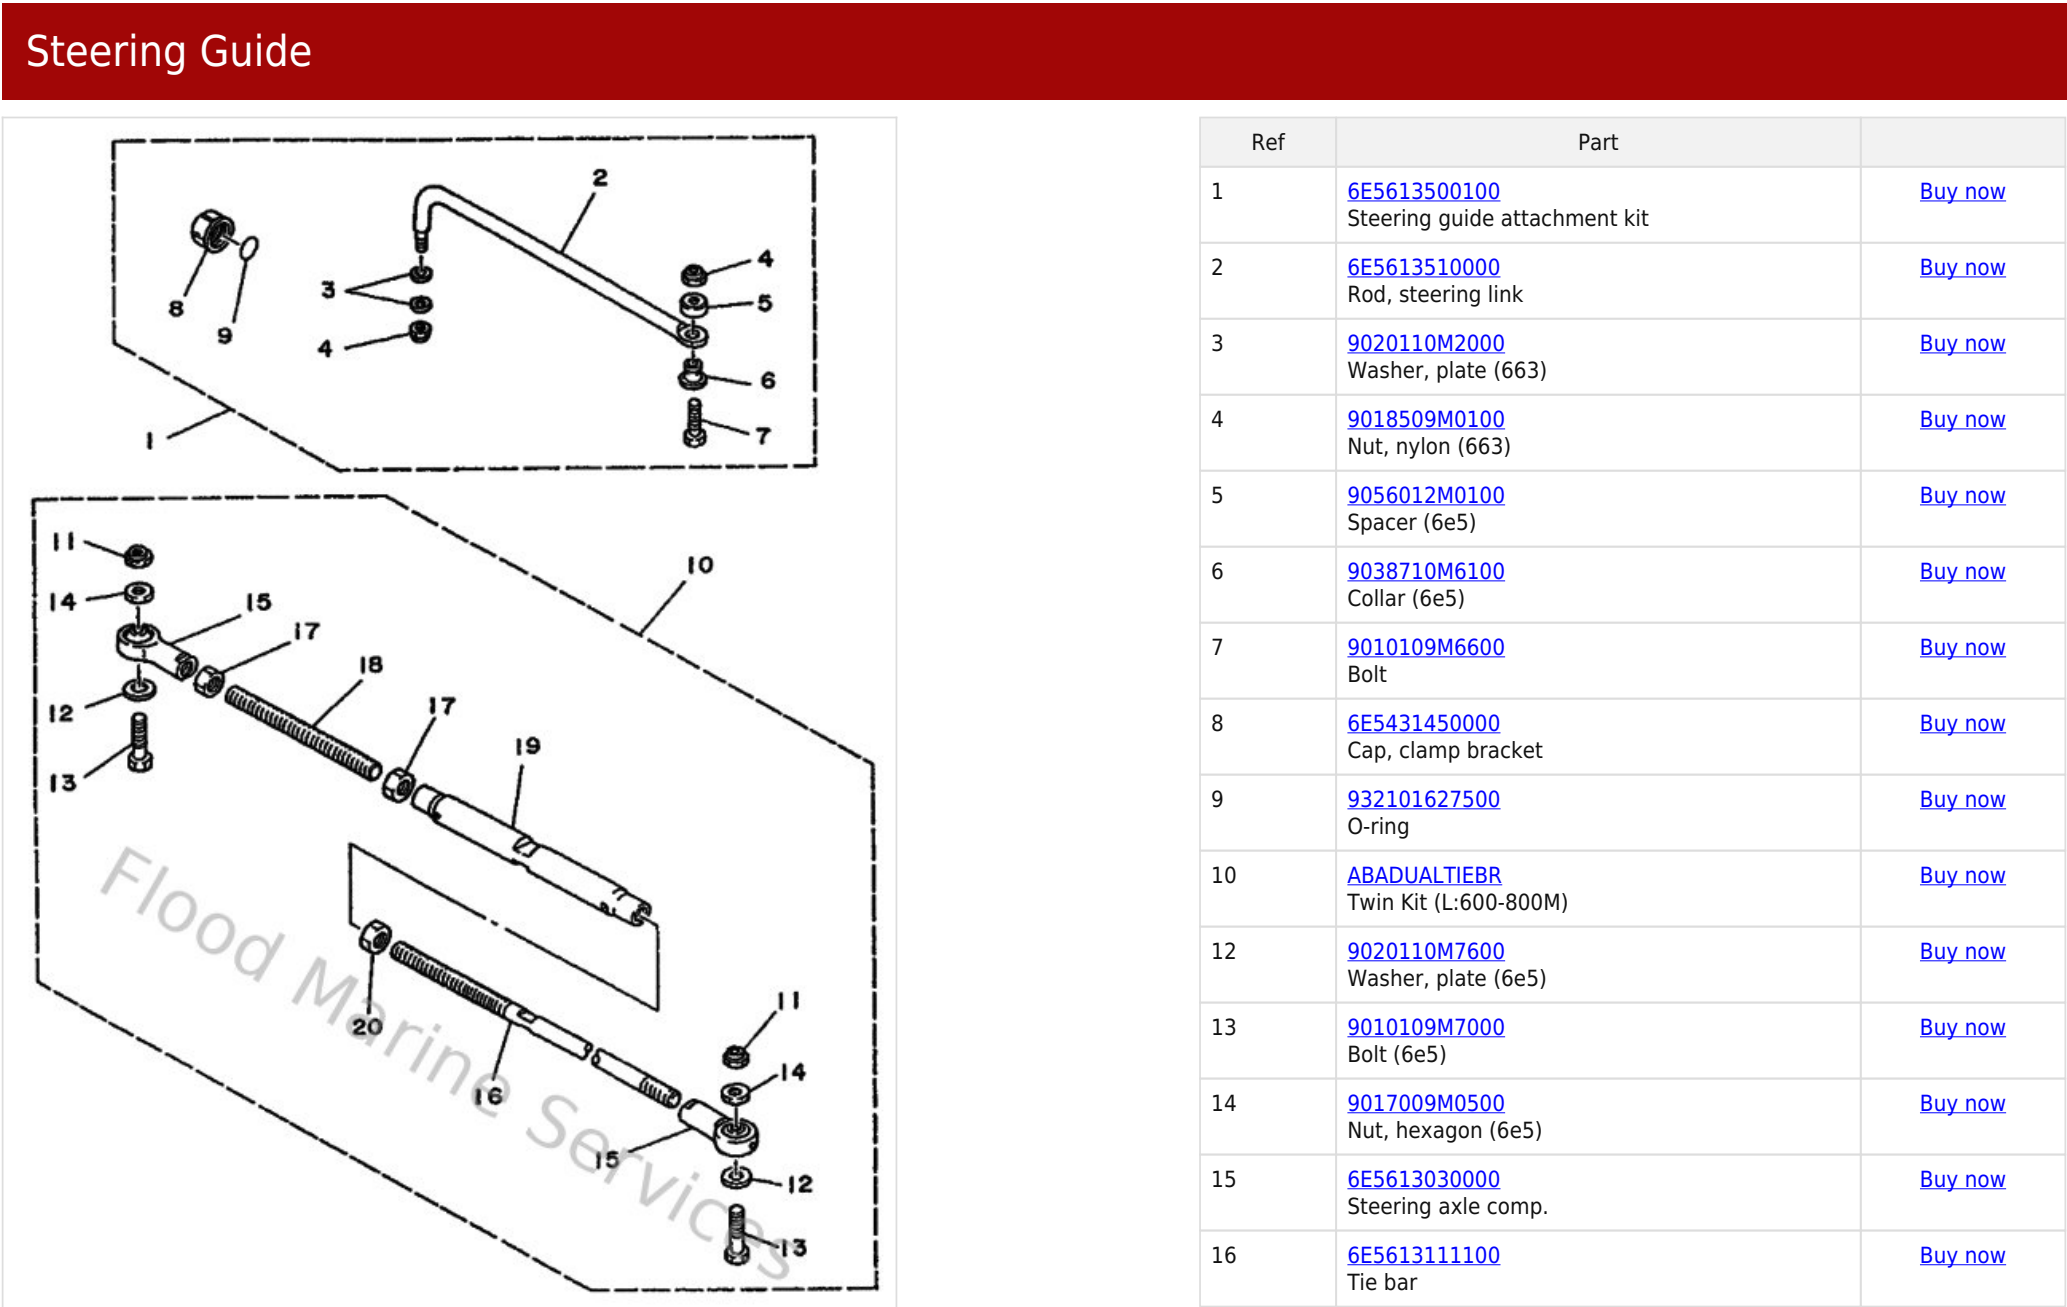 Steering Guide
2
4
3
5
8
9
4
6
1
7
11
10
14
15
17
18
12
17
19
13
20
11
16
14
15
12
13
Flood Marine Services
Ref Part
1 6E5613500100 Buy now
Steering guide attachment kit
2 6E5613510000 Buy now
Rod, steering link
3 9020110M2000 Buy now
Washer, plate (663)
4 9018509M0100 Buy now
Nut, nylon (663)
5 9056012M0100 Buy now
Spacer (6e5)
6 9038710M6100 Buy now
Collar (6e5)
7 9010109M6600 Buy now
Bolt
8 6E5431450000 Buy now
Cap, clamp bracket
9 932101627500 Buy now
O-ring
10 ABADUALTIEBR Buy now
Twin Kit (L:600-800M)
12 9020110M7600 Buy now
Washer, plate (6e5)
13 9010109M7000 Buy now
Bolt (6e5)
14 9017009M0500 Buy now
Nut, hexagon (6e5)
15 6E5613030000 Buy now
Steering axle comp.
16 6E5613111100 Buy now
Tie bar